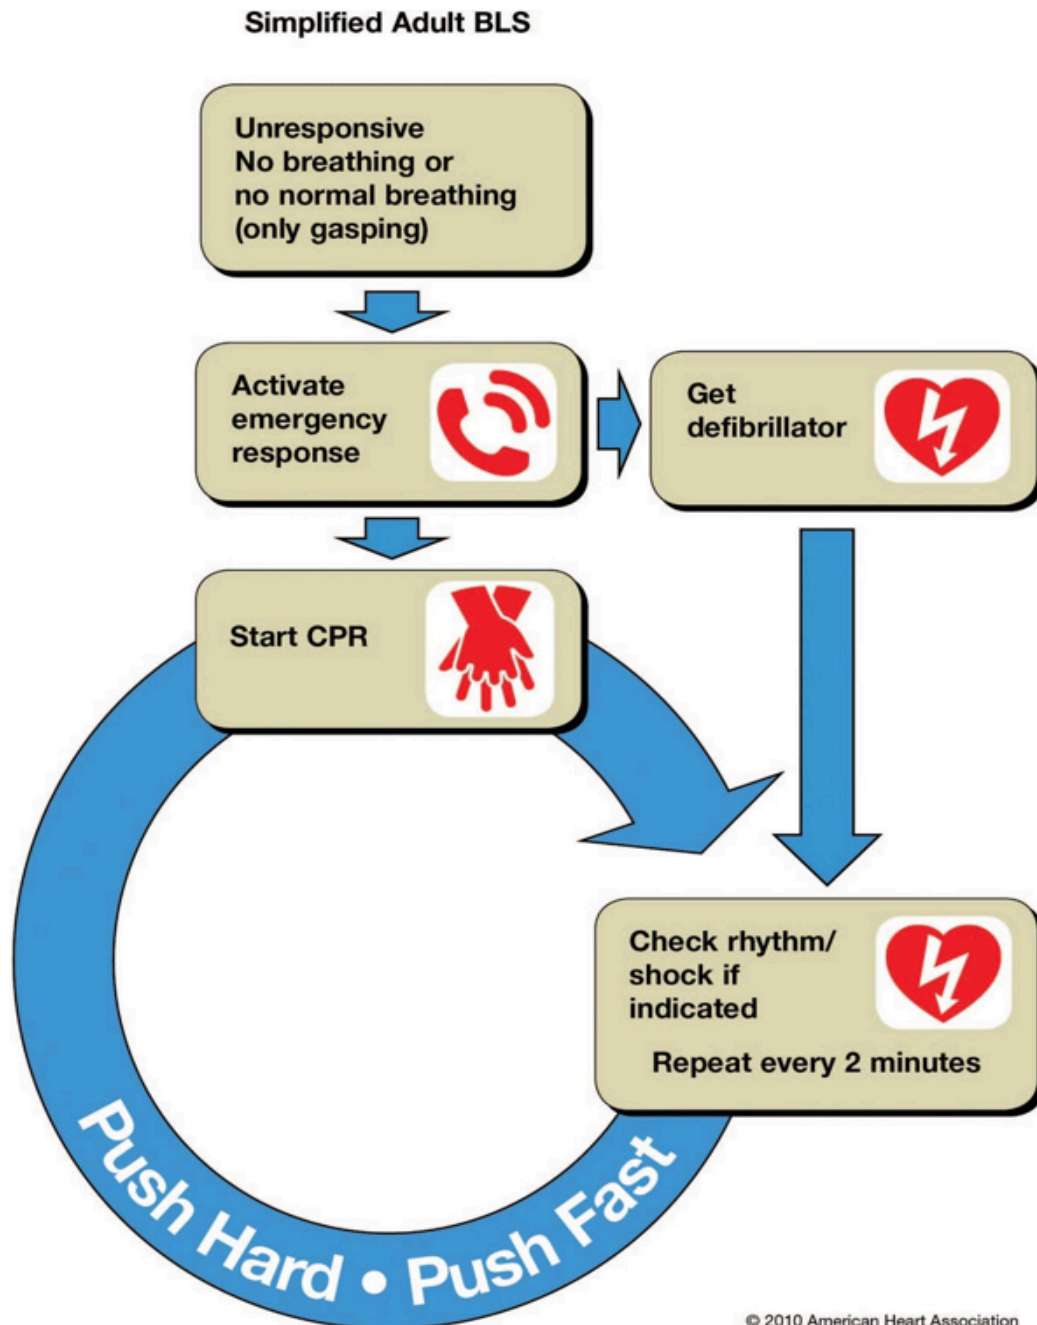 Simplified Adult BLS
Unresponsive
No breathing or
no normal breathing
(only gasping)
Activate
emergency
response
Get
defibrillator
Start CPR
Check rhythm/
shock if
indicated
Repeat every 2 minutes
Push Hard • Push Fast
© 2010 American Heart Association